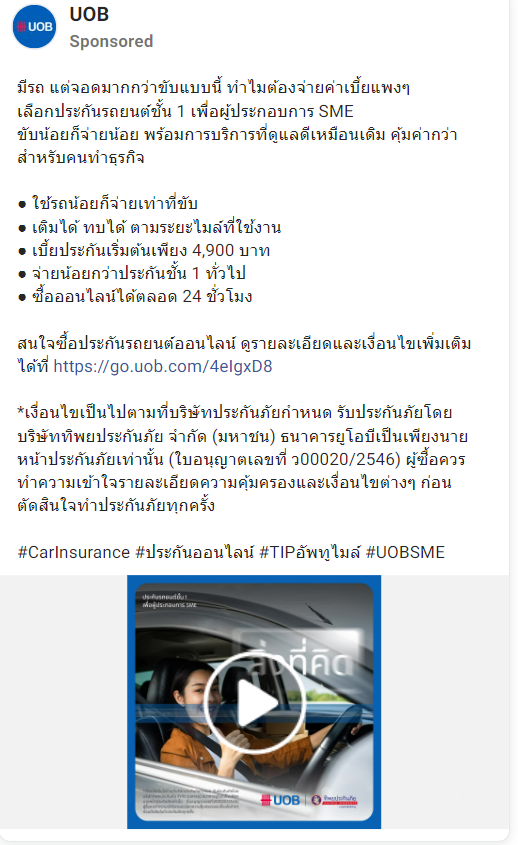 UOB
UOB
Sponsored
มีรถ แต่จอดมากกว่าขับแบบนี้ ทำไมต้องจ่ายค่าเบี้ยแพงๆ
เลือกประกันรถยนต์ชั้น 1 เพื่อผู้ประกอบการ SME
ขับน้อยก็จ่ายน้อย พร้อมการบริการที่ดูแลดีเหมือนเดิม คุ้มค่ากว่า
สำหรับคนทำธุรกิจ
● ใช้รถน้อยก็จ่ายเท่าที่ขับ
● เติมได้ ทบได้ ตามระยะไมล์ที่ใช้งาน
● เบี้ยประกันเริ่มต้นเพียง 4,900 บาท
● จ่ายน้อยกว่าประกันชั้น 1 ทั่วไป
● ซื้อออนไลน์ได้ตลอด 24 ชั่วโมง
สนใจซื้อประกันรถยนต์ออนไลน์ ดูรายละเอียดและเงื่อนไขเพิ่มเติม
ได้ที่ https://go.uob.com/4eIgxD8
*เงื่อนไขเป็นไปตามที่บริษัทประกันภัยกำหนด รับประกันภัยโดย
บริษัททิพยประกันภัย จำกัด (มหาชน) ธนาคารยูโอบีเป็นเพียงนาย
หน้าประกันภัยเท่านั้น (ใบอนุญาตเลขที่ ว00020/2546) ผู้ซื้อควร
ทำความเข้าใจรายละเอียดความคุ้มครองและเงื่อนไขต่างๆ ก่อน
ตัดสินใจทำประกันภัยทุกครั้ง
#CarInsurance #ประกันออนไลน์ #TIPอัพทูไมล์ #UOBSME
ประกันรถยนต์ชั้น 1
เพื่อผู้ประกอบการ SME
สิ่งที่คิด
UOB
ทิพยประกันภัย